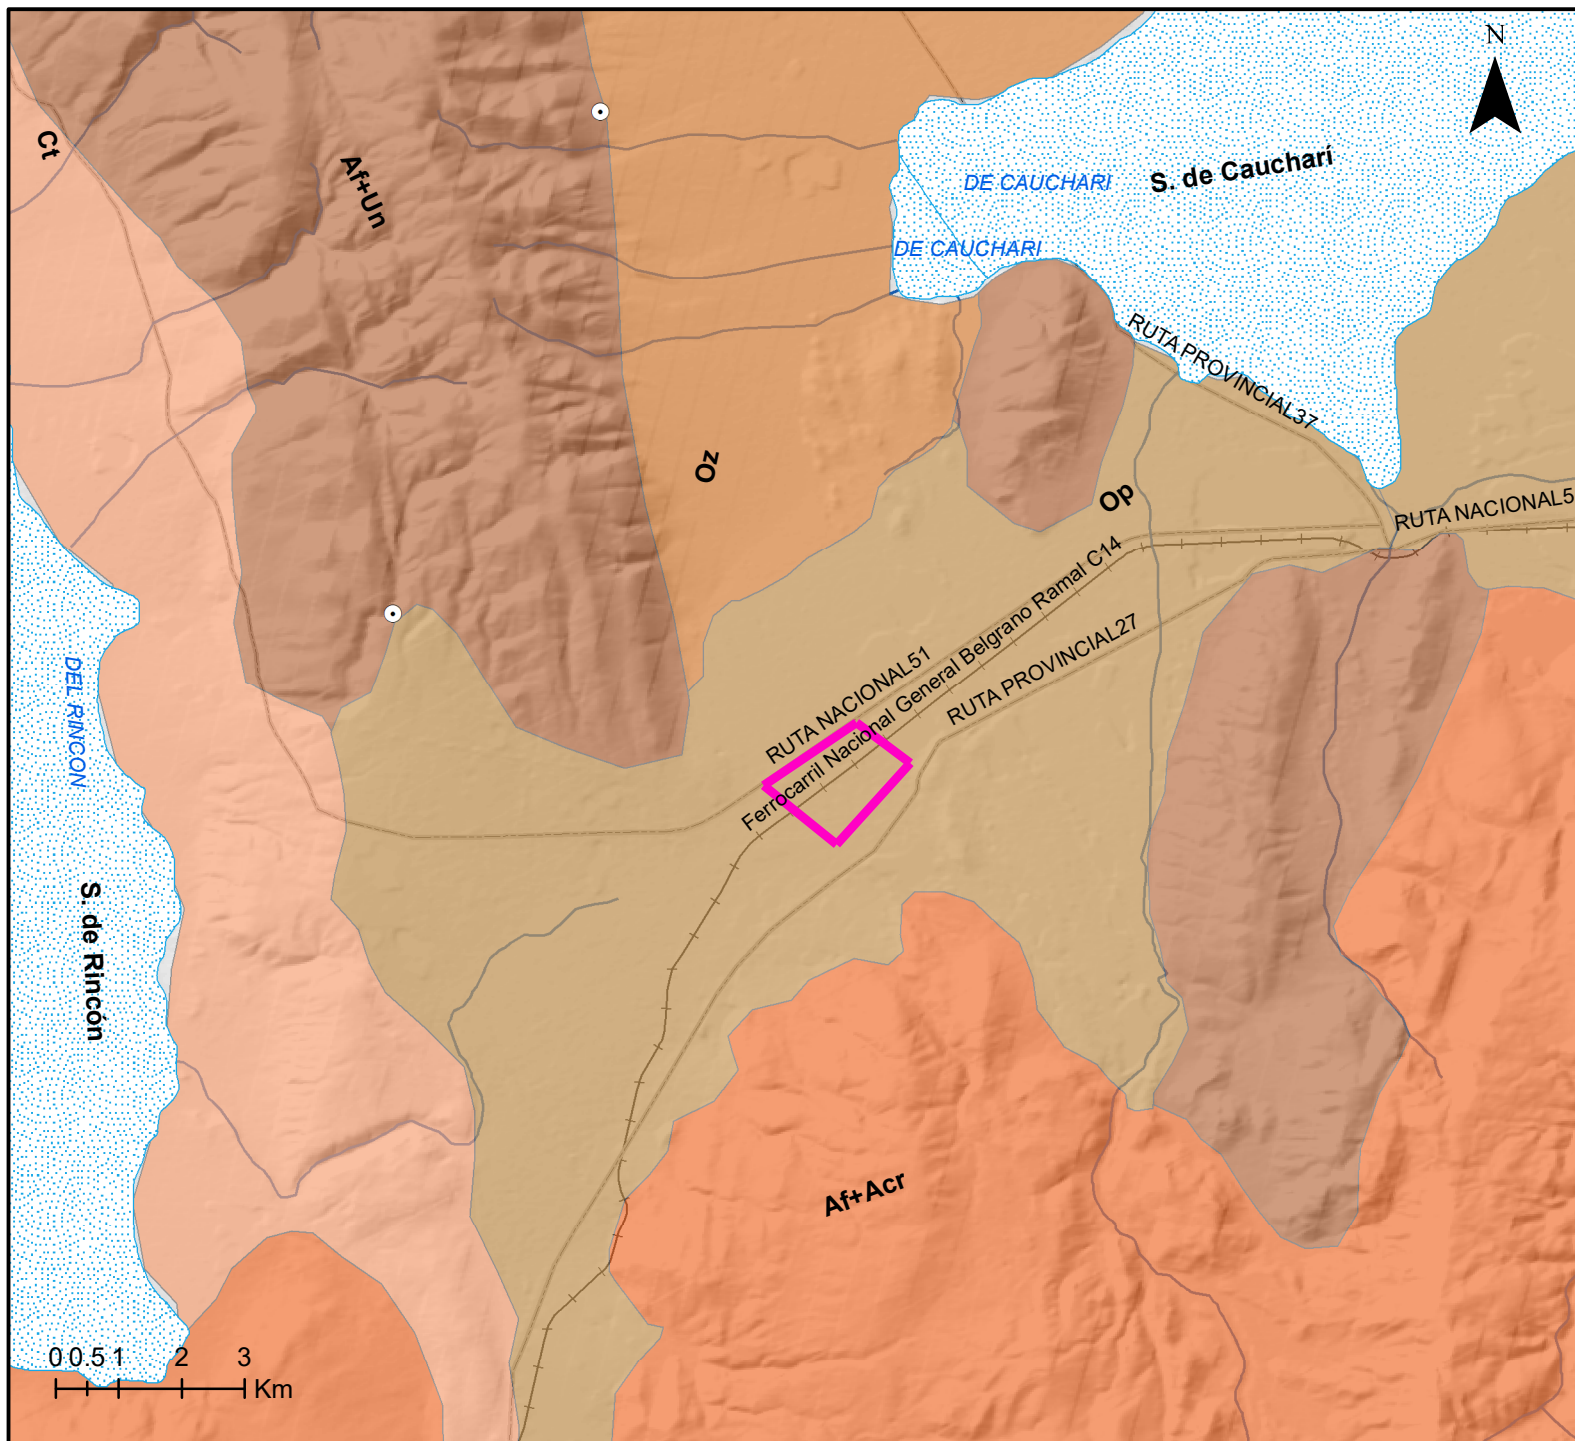 N
Ct
Af+Un
DE CAUCHARI
S. de Caucharí
DE CAUCHARI
RUTA PROVINCIAL37
Oz
Op
RUTA NACIONAL5
Ferrocarril Nacional General Belgrano Ramal C14
RUTA PROVINCIAL27
RUTA NACIONAL51
DEL RINCON
S. de Rincón
Af+Acr
0 0.5 1 2 3
Km